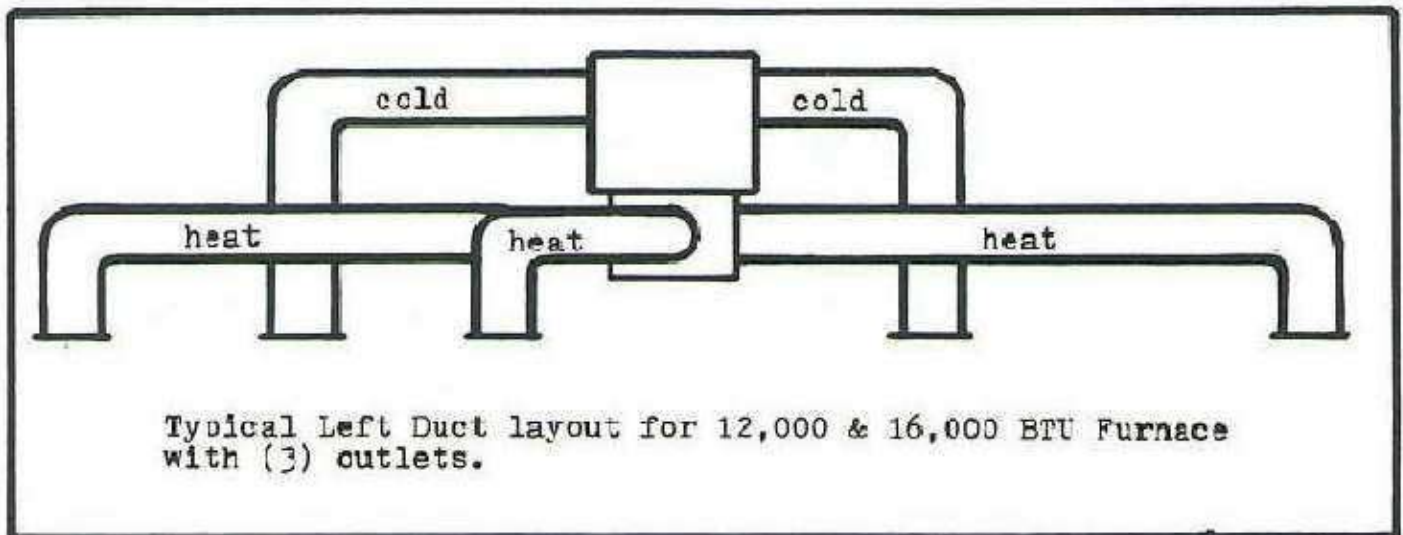 cold cold
heat heat heat
Typical Left Duct layout for 12,000 & 16,000 BTU Furnace
with (3) outlets.